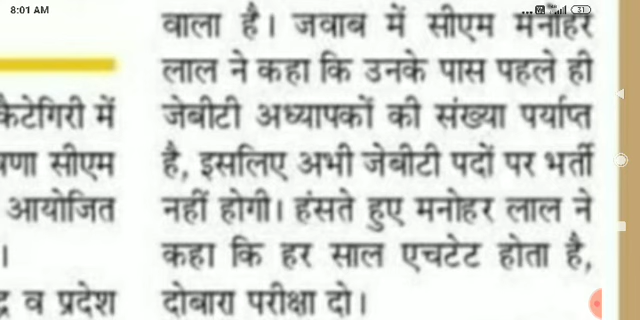 8:01 AM
31
कैटेगिरी में
सीएम
आयोजित
।
व प्रदेश
वाला है। जवाब में सीएम मनोहर
लाल ने कहा कि उनके पास पहले ही
जेबीटी अध्यापकों की संख्या पर्याप्त
है, इसलिए अभी जेबीटी पदों पर भर्ती
नहीं होगी। हंसते हुए मनोहर लाल ने
कहा कि हर साल एचटेट होता है,
दोबारा परीक्षा दो।